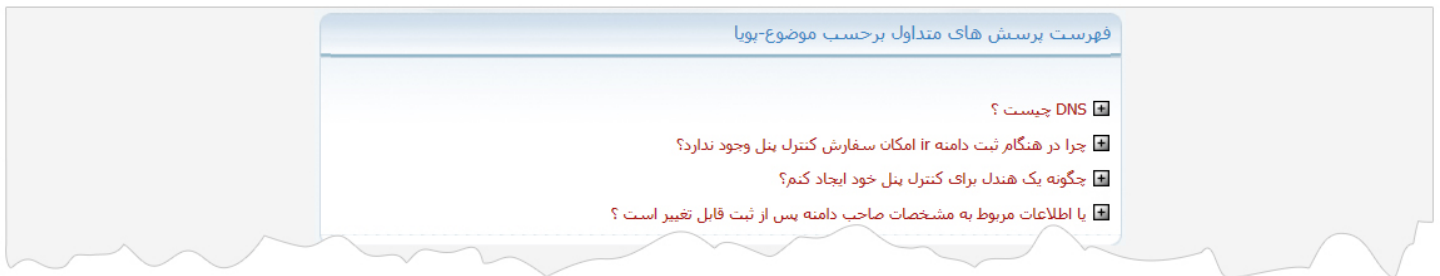 فهرست پرسش های متداول برحسب موضوع-پویا
DNS چیست ؟
چرا در هنگام ثبت دامنه ir امکان سفارش کنترل پنل وجود ندارد؟
چگونه یک هندل برای کنترل پنل خود ایجاد کنم؟
یا اطلاعات مربوط به مشخصات صاحب دامنه پس از ثبت قابل تغییر است ؟